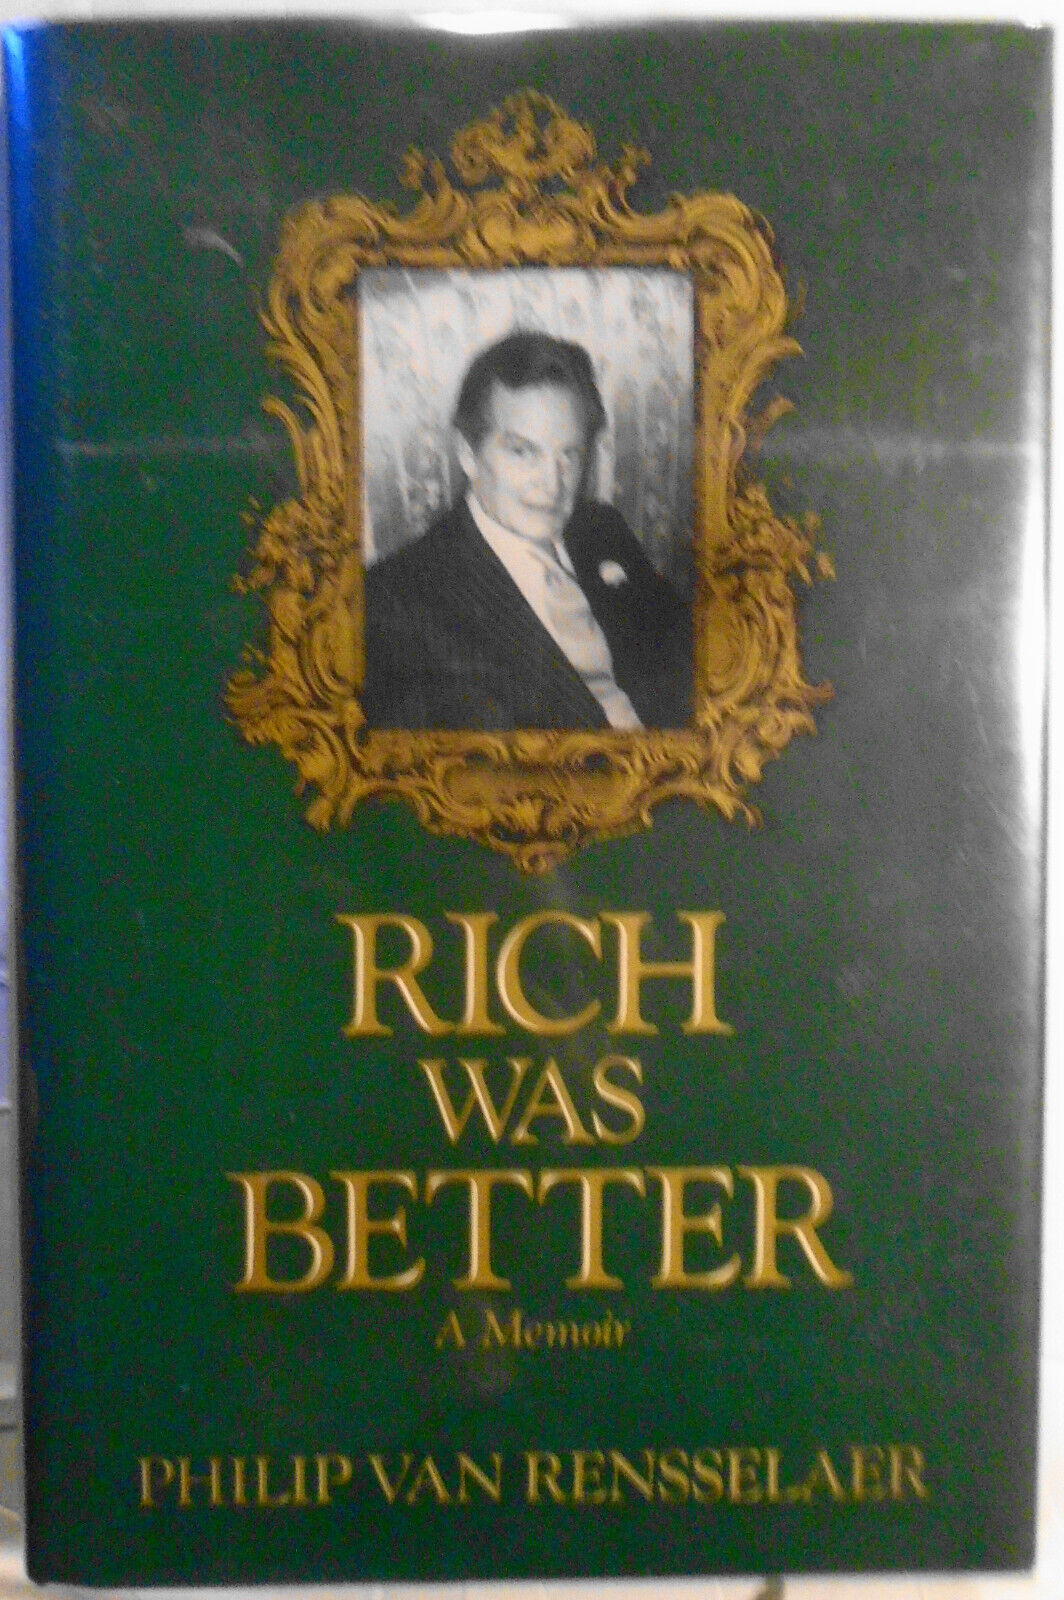 RICH
WAS
BETTER
A Memoir
PHILIP VAN RENSSELAER